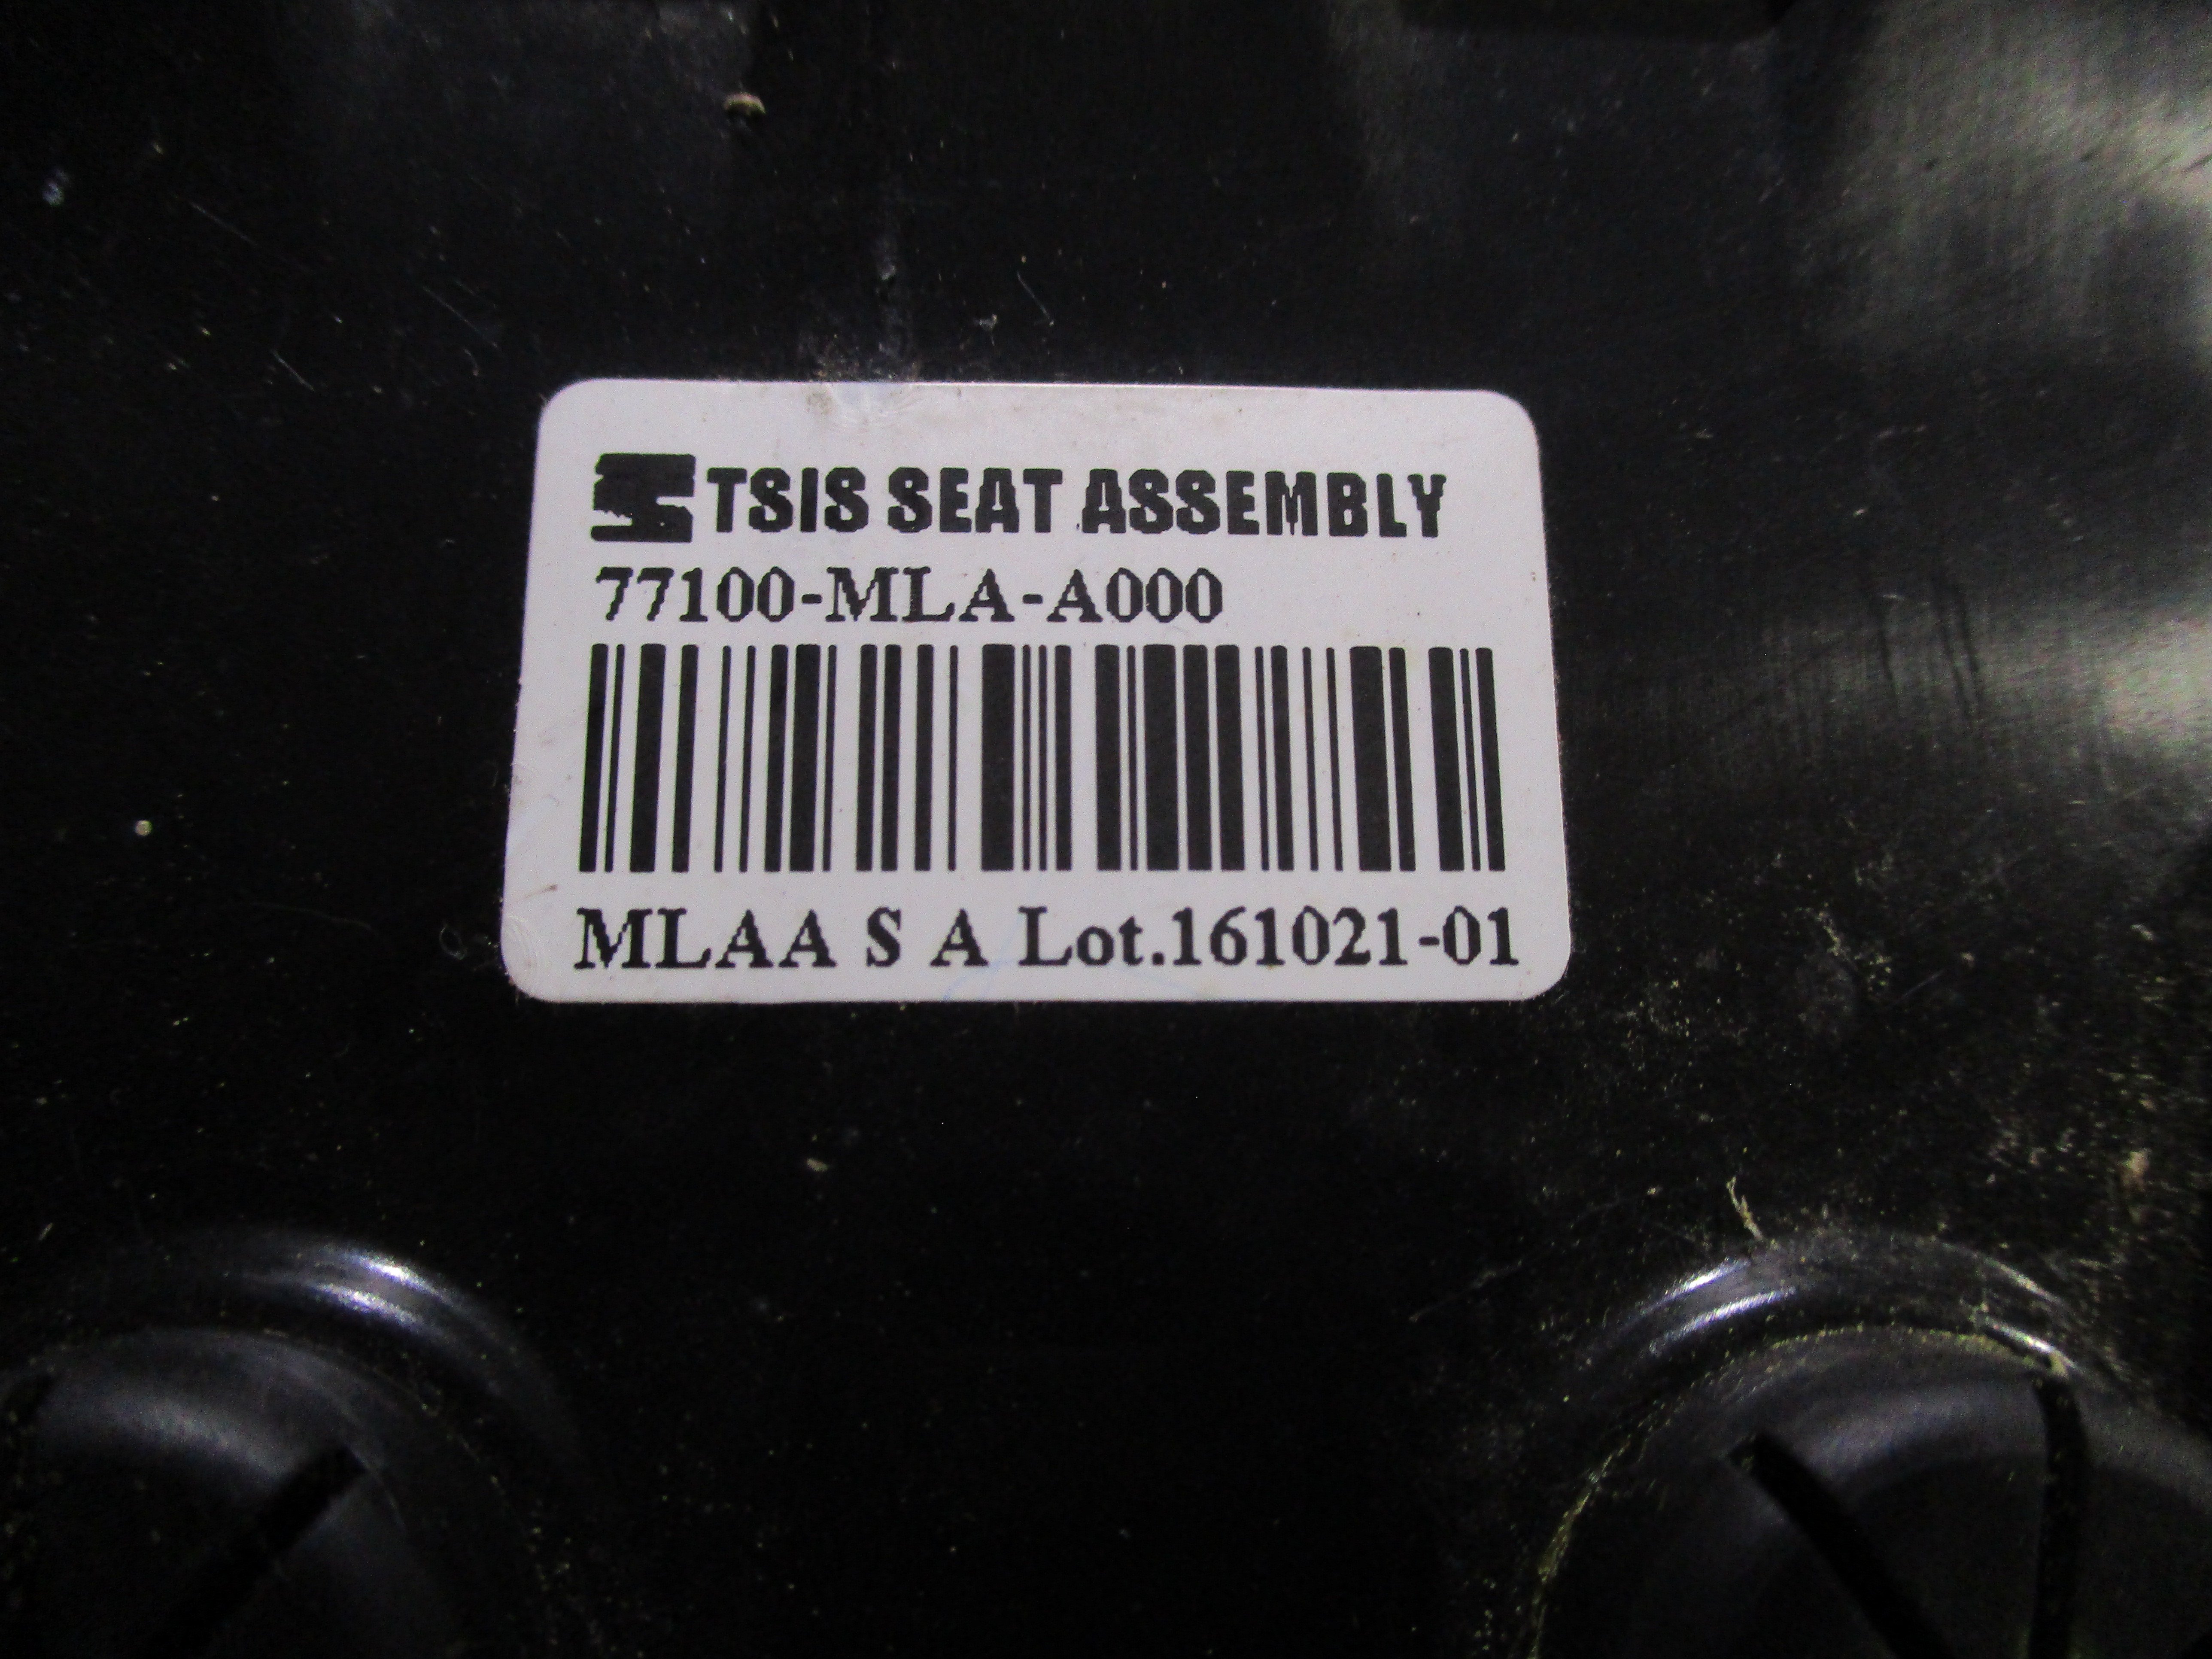 TSIS SEAT ASSEMBLY
77100-MLA-A000
MLAA S A Lot.161021-01